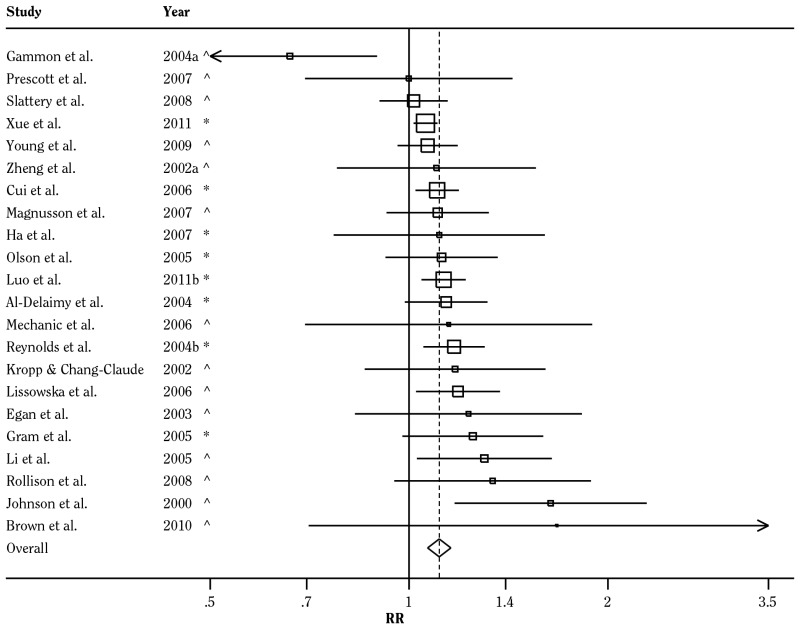 Study Year
Gammon et al. 2004a ^
Prescott et al. 2007 ^
Slattery et al. 2008 ^
Xue et al. 2011 *
Young et al. 2009 ^
Zheng et al. 2002a ^
Cui et al. 2006 *
Magnusson et al. 2007 ^
Ha et al. 2007 *
Olson et al. 2005 *
Luo et al. 2011b *
Al-Delaimy et al. 2004 *
Mechanic et al. 2006 ^
Reynolds et al. 2004b *
Kropp & Chang-Claude 2002 ^
Lissowska et al. 2006 ^
Egan et al. 2003 ^
Gram et al. 2005 *
Li et al. 2005 ^
Rollison et al. 2008 ^
Johnson et al. 2000 ^
Brown et al. 2010 ^
Overall
.5 .7 1 1.4 2 3.5
RR